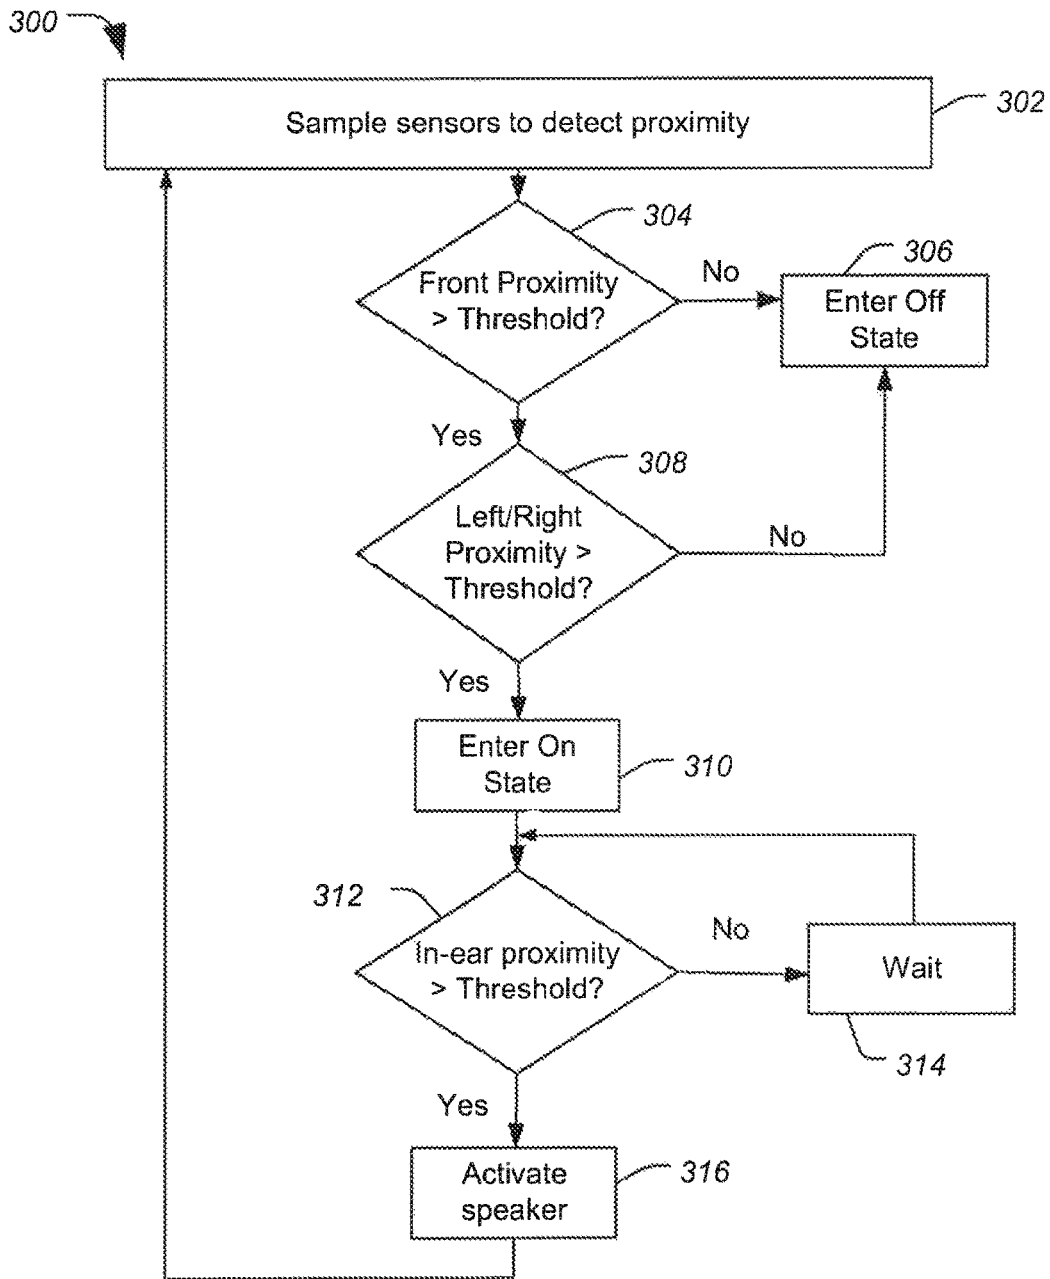 300
302
Sample sensors to detect proximity
304
Front Proximity
> Threshold?
No
306
Enter Off
State
Yes
308
Left/Right
Proximity >
Threshold?
No
Yes
Enter On
State
310
312
In-ear proximity
> Threshold?
No
Wait
314
Yes
Activate
speaker
316